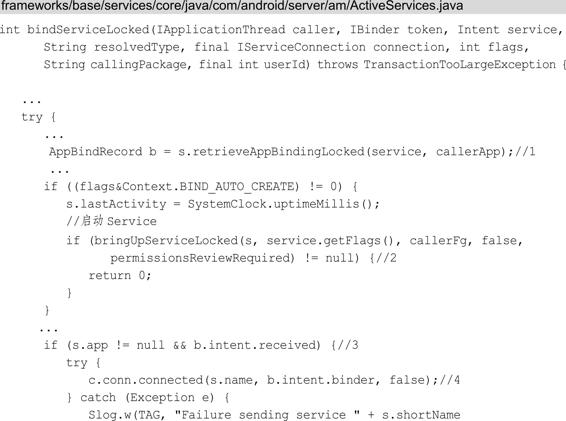 frameworks/base/services/core/java/com/android/server/am/ActiveServices.java
int bindServiceLocked(IApplicationThread caller, IBinder token, Intent service,
String resolvedType, final IServiceConnection connection, int flags,
String callingPackage, final int userId) throws TransactionTooLargeException {
...
try {
...
AppBindRecord b = s.retrieveAppBindingLocked(service, callerApp);//1
...
if ((flags&Context.BIND_AUTO_CREATE) != 0) {
s.lastActivity = SystemClock.uptimeMillis();
//启动 Service
if (bringUpServiceLocked(s, service.getFlags(), callerFg, false,
permissionsReviewRequired) != null) {//2
return 0;
}
}
...
if (s.app != null && b.intent.received) {//3
try {
c.conn.connected(s.name, b.intent.binder, false);//4
} catch (Exception e) {
Slog.w(TAG, "Failure sending service " + s.shortName